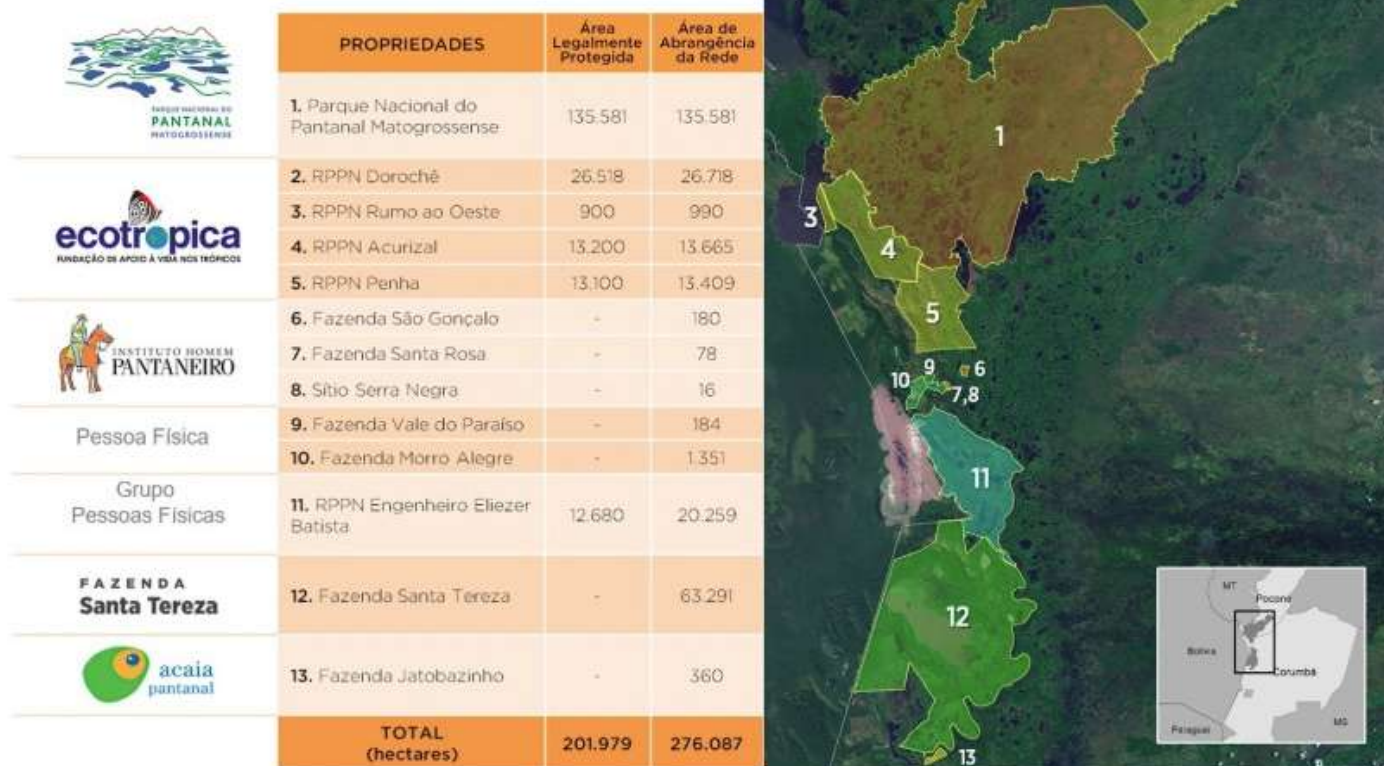 PARQUE NACIONAL DO
PANTANAL
MATOGROSSENSE
ecotropica
FUNDAÇÃO DE APOIO À VIDA NOS TRÓPICOS
INSTITUTO HOMEM
PANTANEIRO
Pessoa Física
Grupo
Pessoas Físicas
FAZENDA
Santa Tereza
acaia
pantanal
PROPRIEDADES
Área
Legalmente
Protegida
Área de
Abrangência
da Rede
1. Parque Nacional do
Pantanal Matogrossense
135.581
135.581
2. RPPN Dorochê
26.518
26.718
3. RPPN Rumo ao Oeste
900
990
4. RPPN Acurizal
13.200
13.665
5. RPPN Penha
13.100
13.409
6. Fazenda São Gonçalo
-
180
7. Fazenda Santa Rosa
-
78
8. Sítio Serra Negra
-
16
9. Fazenda Vale do Paraíso
-
184
10. Fazenda Morro Alegre
-
1.351
11. RPPN Engenheiro Eliezer
Batista
12.680
20.259
12. Fazenda Santa Tereza
-
63.291
13. Fazenda Jatobazinho
-
360
TOTAL
(hectares)
201.979
276.087
1
3
4
5
9
6
10
7,8
11
12
13
MT
Poconé
Bolívia
Corumbá
Paraguai
MS